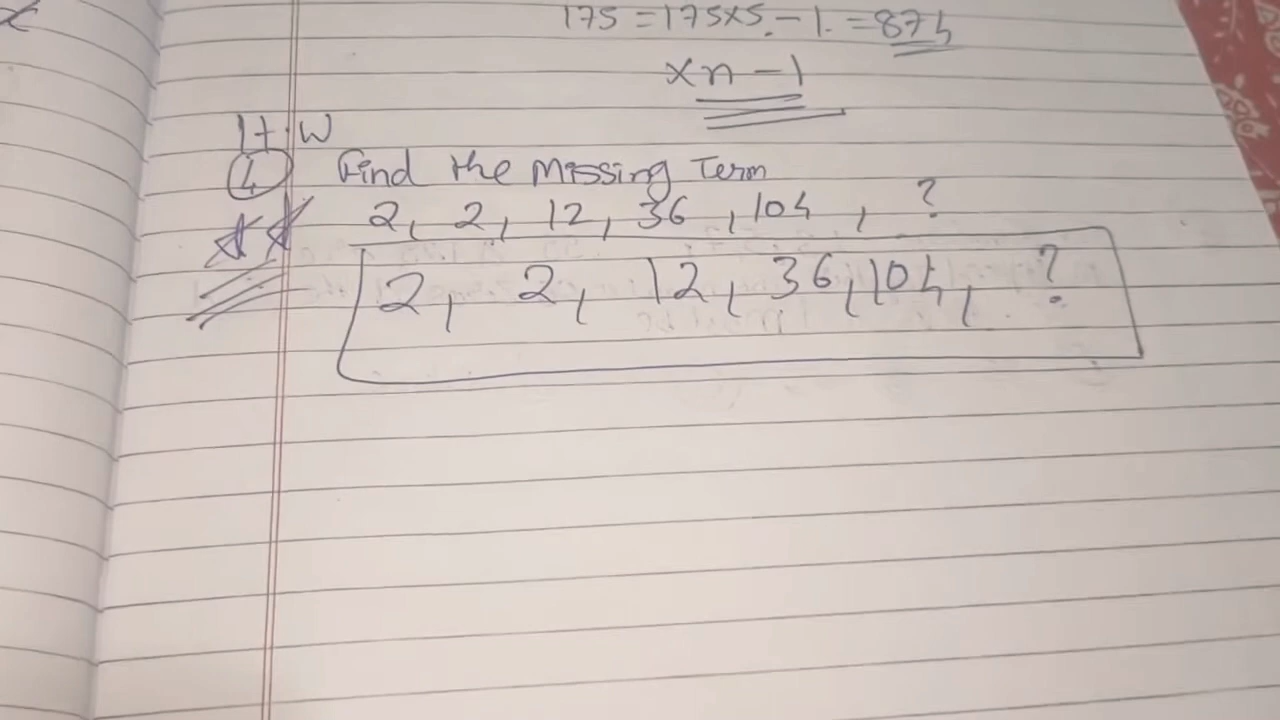 175 = 175×5 - 1. = 874
×n - 1
H.W
④ Find the Missing Term
2, 2, 12, 36, 104, ?
2, 2, 12, 36, 104, ?